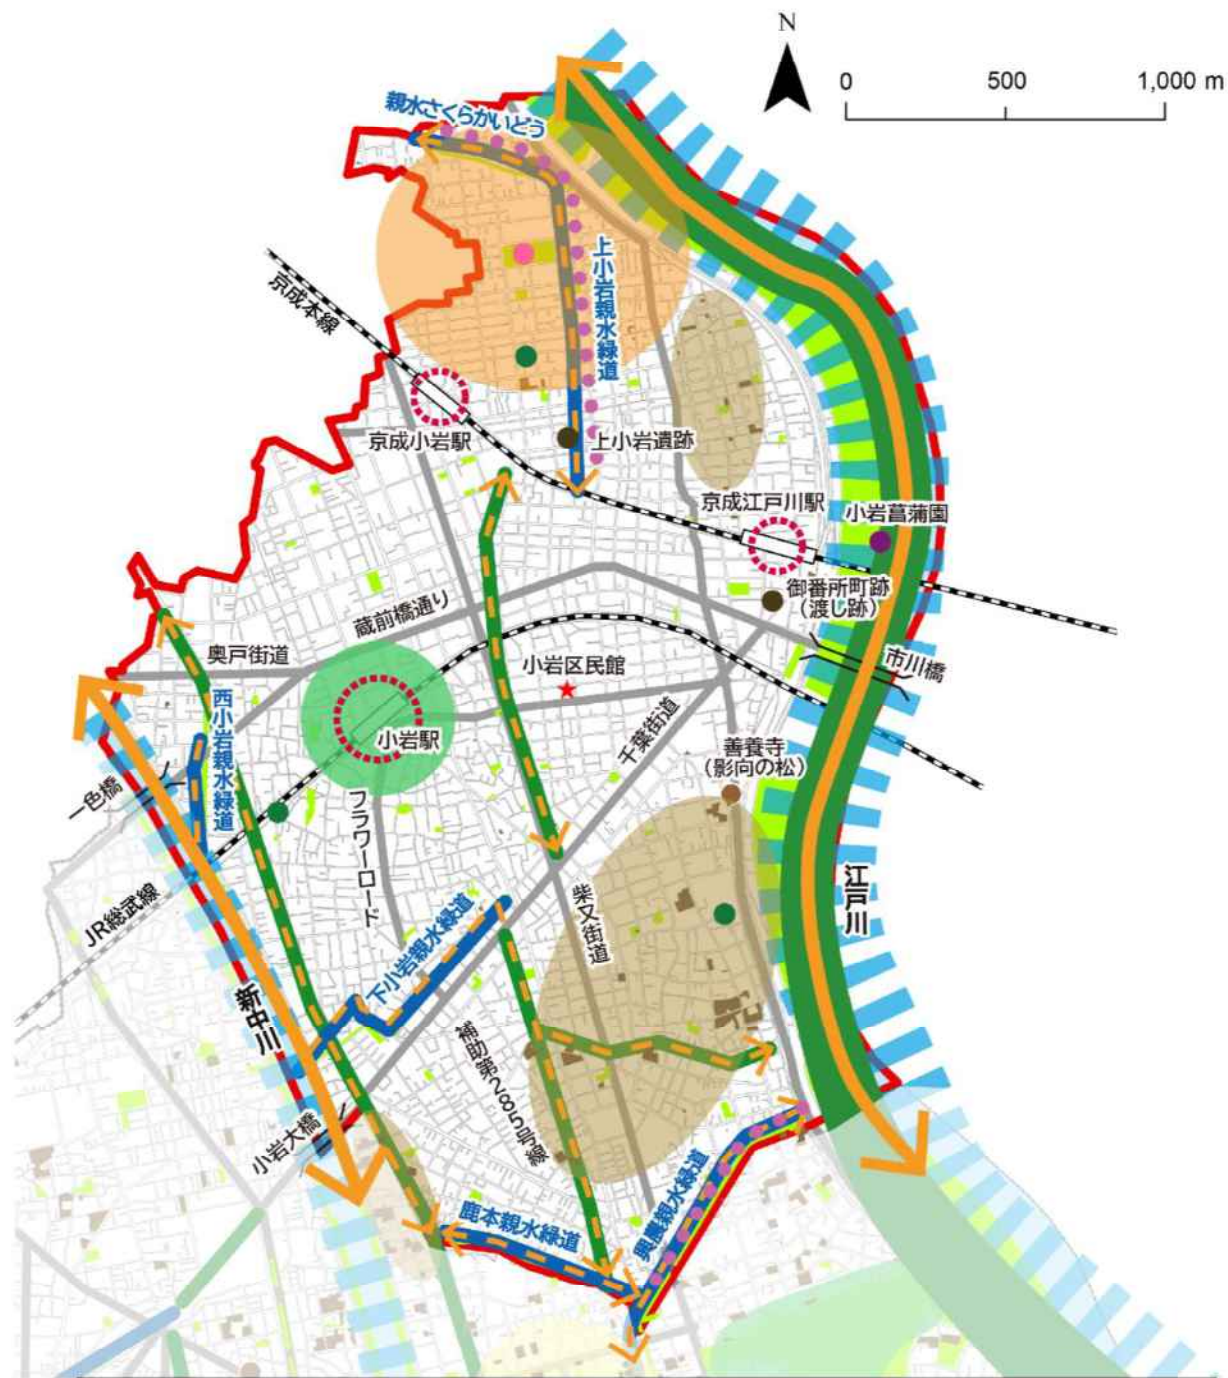 N
0 500 1,000 m
親水さくらかいどう
上小岩親水緑道
京成本線
京成小岩駅
上小岩遺跡
京成江戸川駅
小岩菖蒲園
御番所町跡
（渡し跡）
蔵前橋通り
奥戸街道
小岩区民館
市川橋
西小岩親水緑道
小岩駅
千葉街道
善養寺
（影向の松）
一色橋
フラワーロード
JR総武線
江戸川
柴又街道
下小岩親水緑道
新中川
補助第285号線
小岩大橋
鹿本親水緑道
興農親水緑道